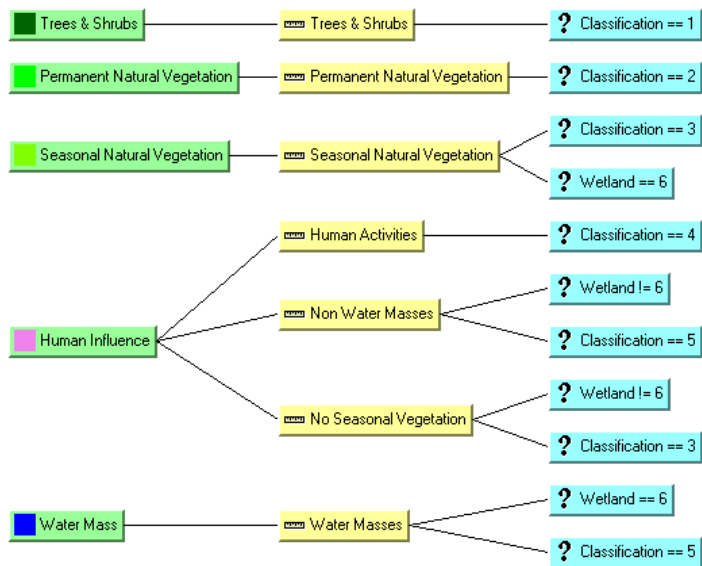 Trees & Shrubs Trees & Shrubs ? Classification == 1
Permanent Natural Vegetation Permanent Natural Vegetation ? Classification == 2
? Classification == 3
Seasonal Natural Vegetation Seasonal Natural Vegetation
? Wetland == 6
Human Activities ? Classification == 4
? Wetland != 6
Non Water Masses
Human Influence ? Classification == 5
? Wetland != 6
No Seasonal Vegetation
? Classification == 3
? Wetland == 6
Water Mass Water Masses
? Classification == 5